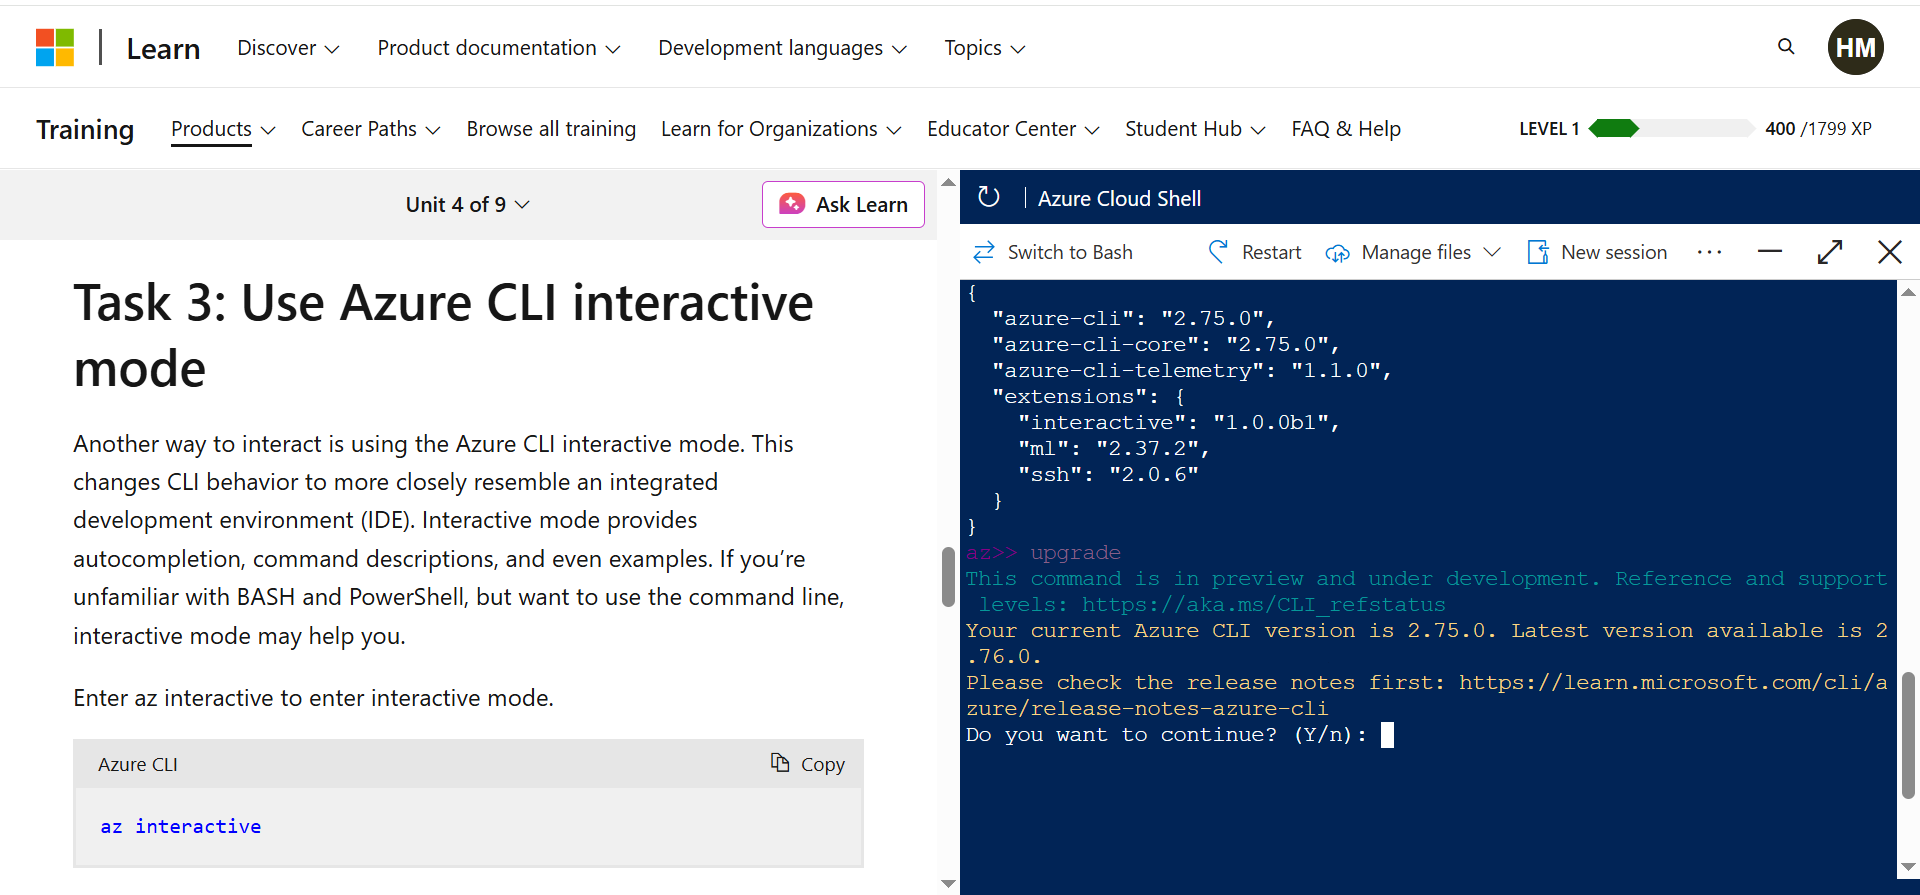 Learn Discover Product documentation Development languages Topics HM
Training Products Career Paths Browse all training Learn for Organizations Educator Center Student Hub FAQ & Help LEVEL 1 400 /1799 XP
Unit 4 of 9 Ask Learn
Task 3: Use Azure CLI interactive
mode
Another way to interact is using the Azure CLI interactive mode. This
changes CLI behavior to more closely resemble an integrated
development environment (IDE). Interactive mode provides
autocompletion, command descriptions, and even examples. If you’re
unfamiliar with BASH and PowerShell, but want to use the command line,
interactive mode may help you.
Enter az interactive to enter interactive mode.
Azure CLI Copy
az interactive
Azure Cloud Shell
Switch to Bash Restart Manage files New session ···
{
"azure-cli": "2.75.0",
"azure-cli-core": "2.75.0",
"azure-cli-telemetry": "1.1.0",
"extensions": {
"interactive": "1.0.0b1",
"ml": "2.37.2",
"ssh": "2.0.6"
}
}
az>> upgrade
This command is in preview and under development. Reference and support
levels: https://aka.ms/CLI_refstatus
Your current Azure CLI version is 2.75.0. Latest version available is 2
.76.0.
Please check the release notes first: https://learn.microsoft.com/cli/a
zure/release-notes-azure-cli
Do you want to continue? (Y/n):